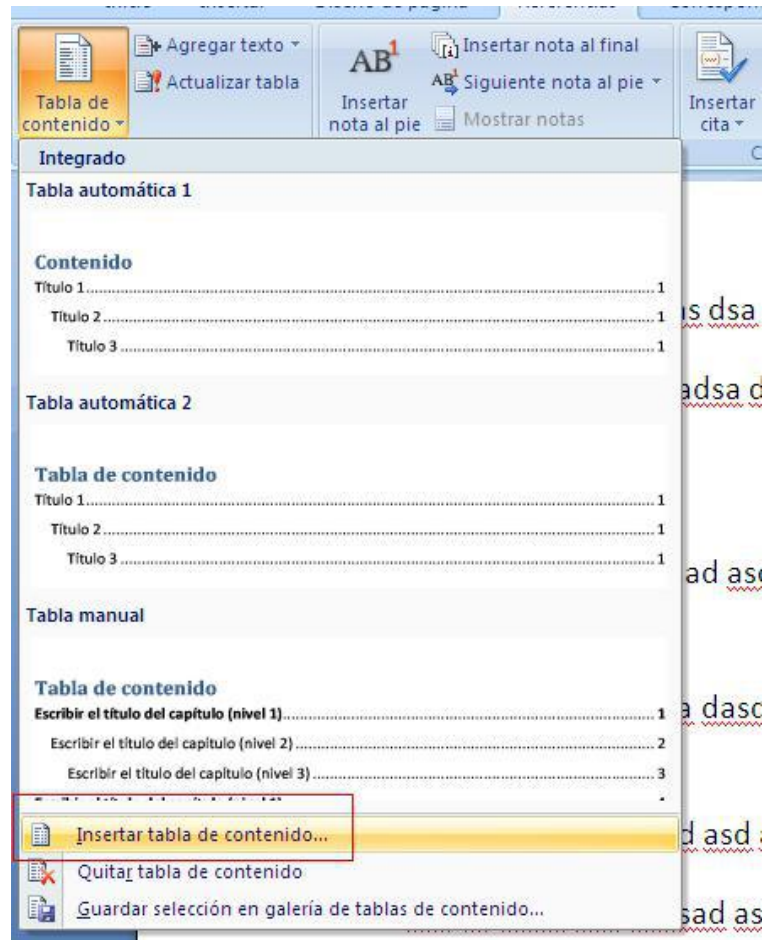 Agregar texto
Actualizar tabla
Tabla de
contenido
AB1
Insertar
nota al pie
Insertar nota al final
AB1 Siguiente nota al pie
Mostrar notas
Insertar
cita
Integrado
Tabla automática 1
Contenido
Título 1 1
Título 2 1
Título 3 1
Tabla automática 2
Tabla de contenido
Título 1 1
Título 2 1
Título 3 1
Tabla manual
Tabla de contenido
Escribir el título del capítulo (nivel 1) 1
Escribir el título del capítulo (nivel 2) 2
Escribir el título del capítulo (nivel 3) 3
Insertar tabla de contenido...
Quitar tabla de contenido
Guardar selección en galería de tablas de contenido...
dsa
adsa
ad
asd